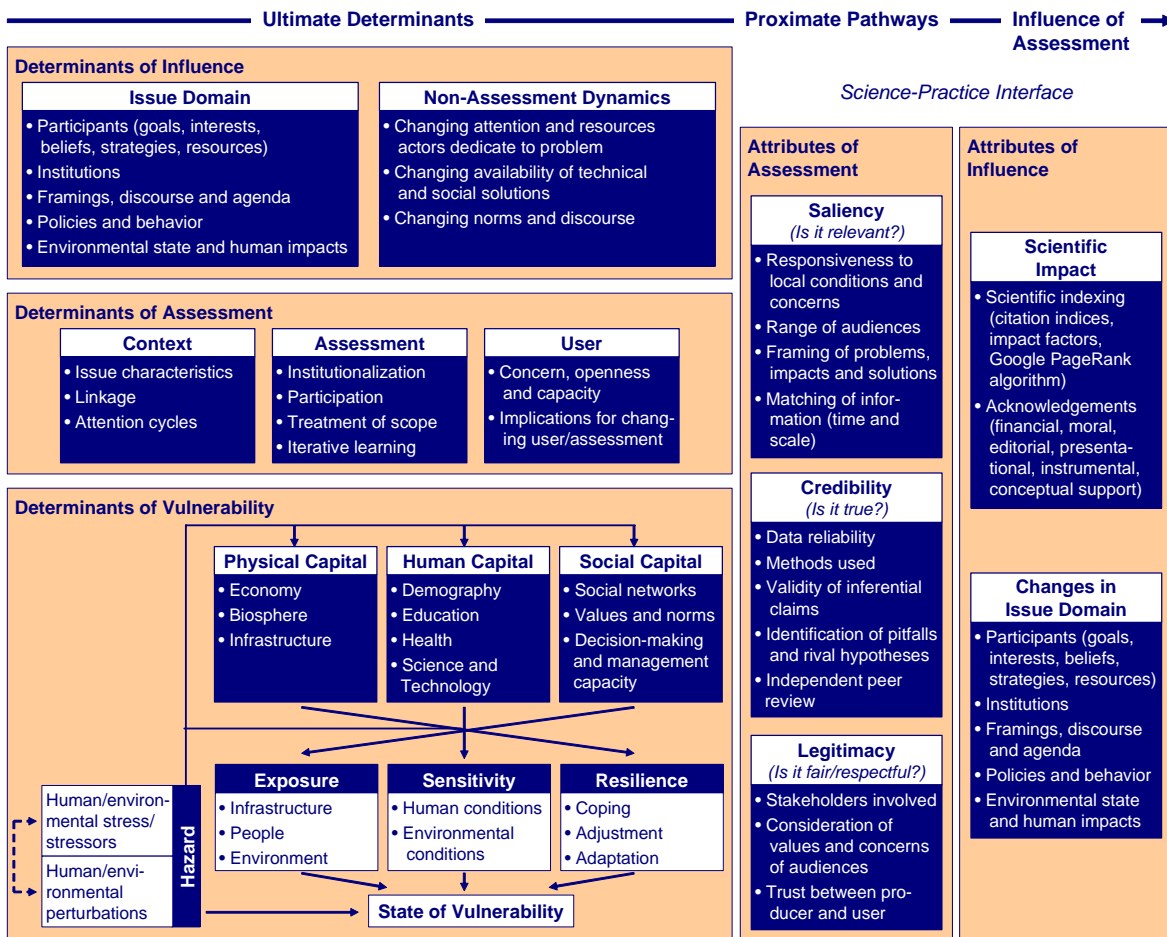 Ultimate Determinants
Proximate Pathways
Influence of
Assessment
Science-Practice Interface
Determinants of Influence
Issue Domain
• Participants (goals, interests,
beliefs, strategies, resources)
• Institutions
• Framings, discourse and agenda
• Policies and behavior
• Environmental state and human impacts
Non-Assessment Dynamics
• Changing attention and resources
actors dedicate to problem
• Changing availability of technical
and social solutions
• Changing norms and discourse
Determinants of Assessment
Context
• Issue characteristics
• Linkage
• Attention cycles
Assessment
• Institutionalization
• Participation
• Treatment of scope
• Iterative learning
User
• Concern, openness
and capacity
• Implications for chang-
ing user/assessment
Determinants of Vulnerability
Physical Capital
• Economy
• Biosphere
• Infrastructure
Human Capital
• Demography
• Education
• Health
• Science and
Technology
Social Capital
• Social networks
• Values and norms
• Decision-making
and management
capacity
Exposure
• Infrastructure
• People
• Environment
Sensitivity
• Human conditions
• Environmental
conditions
Resilience
• Coping
• Adjustment
• Adaptation
Human/environ-
mental stress/
stressors
Human/envi-
ronmental
perturbations
Hazard
State of Vulnerability
Attributes of
Assessment
Saliency
(Is it relevant?)
• Responsiveness to
local conditions and
concerns
• Range of audiences
• Framing of problems,
impacts and solutions
• Matching of infor-
mation (time and
scale)
Credibility
(Is it true?)
• Data reliability
• Methods used
• Validity of inferential
claims
• Identification of pitfalls
and rival hypotheses
• Independent peer
review
Legitimacy
(Is it fair/respectful?)
• Stakeholders involved
• Consideration of
values and concerns
of audiences
• Trust between pro-
ducer and user
Attributes of
Influence
Scientific
Impact
• Scientific indexing
(citation indices,
impact factors,
Google PageRank
algorithm)
• Acknowledgements
(financial, moral,
editorial, presenta-
tional, instrumental,
conceptual support)
Changes in
Issue Domain
• Participants (goals,
interests, beliefs,
strategies, resources)
• Institutions
• Framings, discourse
and agenda
• Policies and behavior
• Environmental state
and human impacts